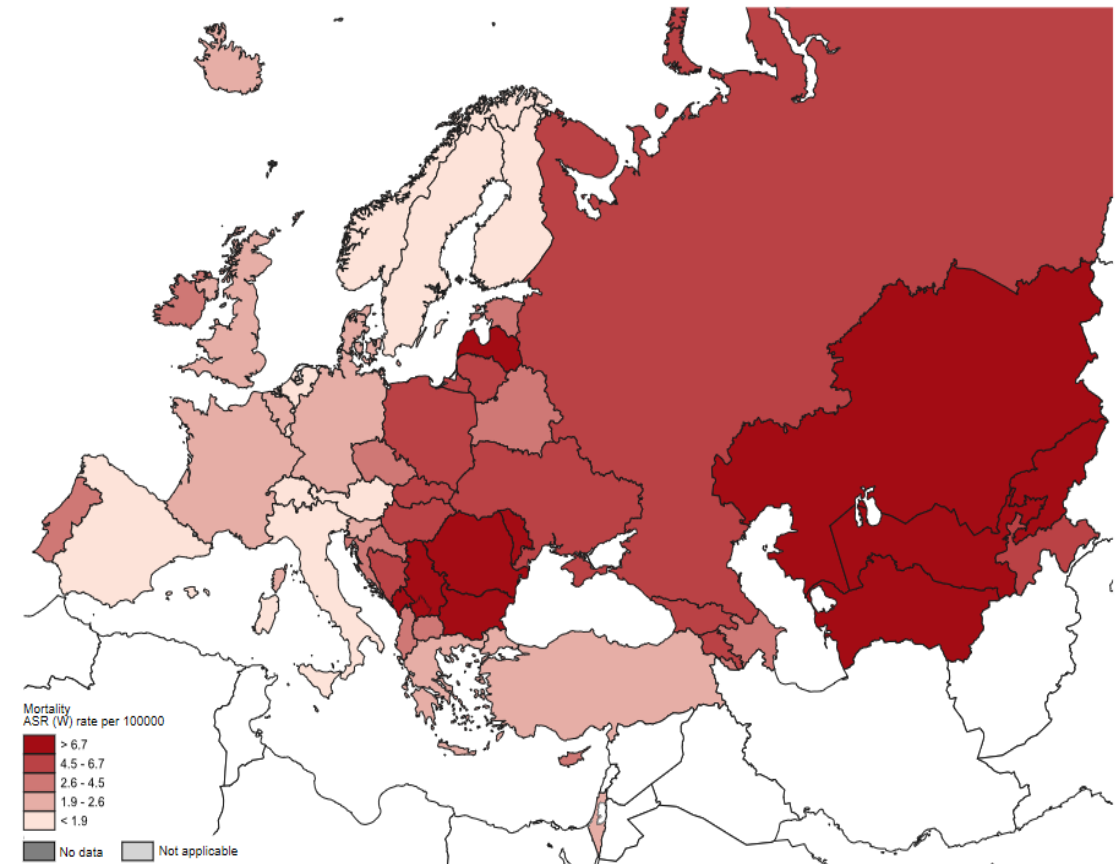 Mortality
ASR (W) rate per 100000
> 6.7
4.5 - 6.7
2.6 - 4.5
1.9 - 2.6
< 1.9
No data
Not applicable